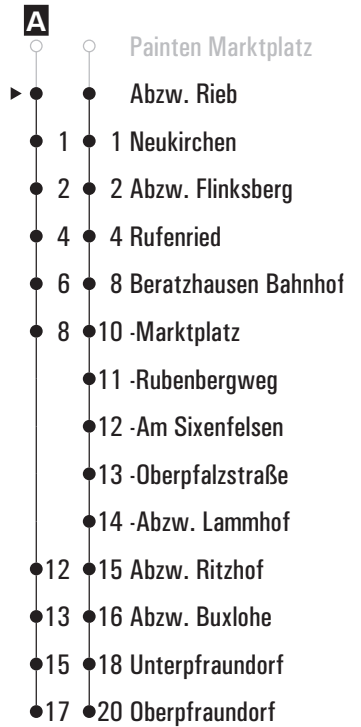 A
Painten Marktplatz
Abzw. Rieb
1 1 Neukirchen
2 2 Abzw. Flinksberg
4 4 Rufenried
6 8 Beratzhausen Bahnhof
8 10 -Marktplatz
11 -Rubenbergweg
12 -Am Sixenfelsen
13 -Oberpfalzstraße
14 -Abzw. Lammhof
12 15 Abzw. Ritzhof
13 16 Abzw. Buxlohe
15 18 Unterpfraundorf
17 20 Oberpfraundorf